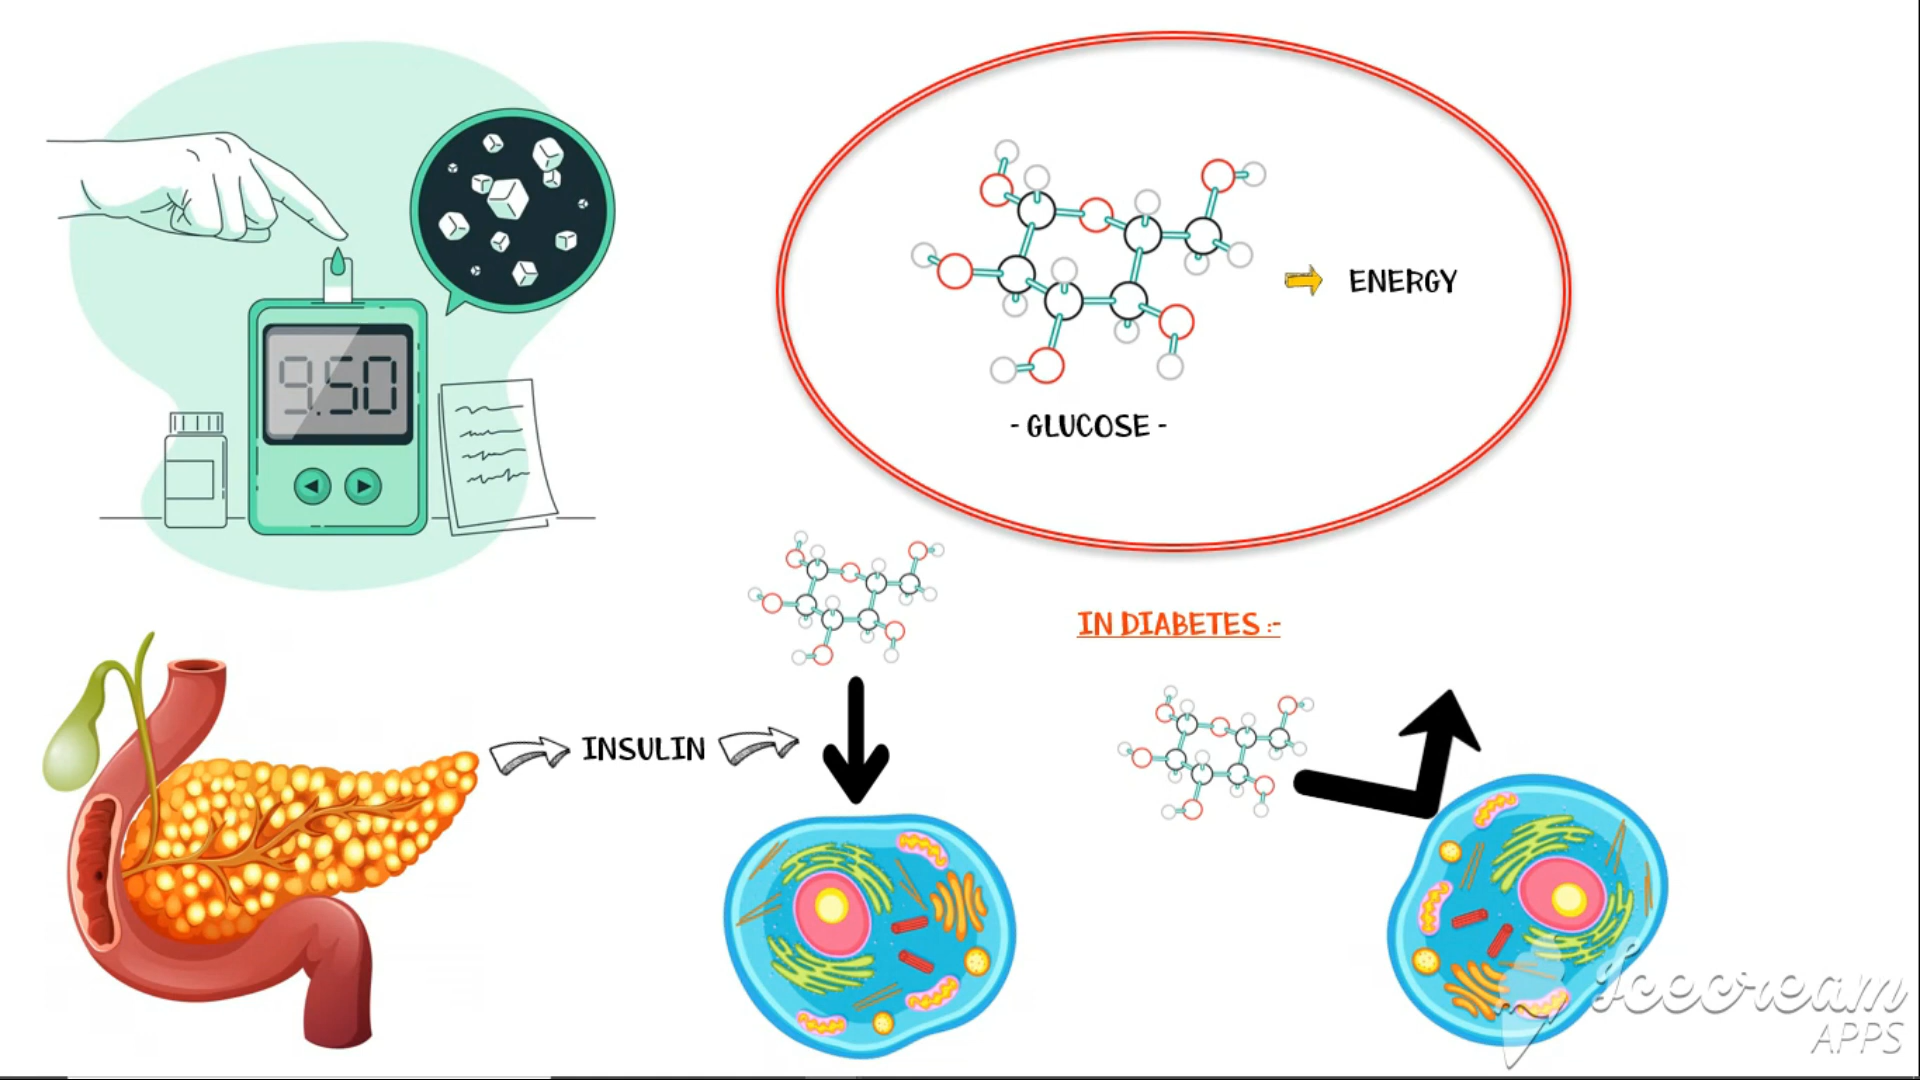 9.50
ENERGY
- GLUCOSE -
IN DIABETES :-
INSULIN
Icecream
APPS